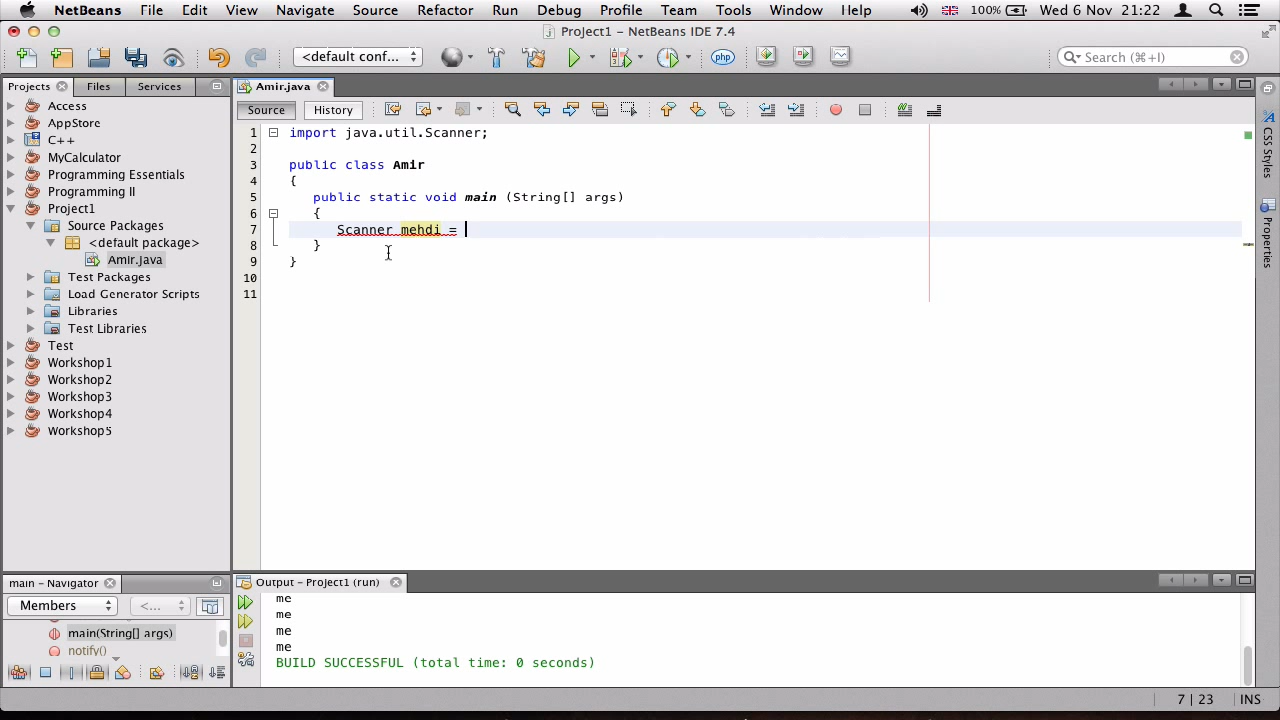 NetBeans File Edit View Navigate Source Refactor Run Debug Profile Team Tools Window Help 100% Wed 6 Nov 21:22
Project1 - NetBeans IDE 7.4
<default conf... php Search (⌘+I)
Projects Files Services Amir.java
Source History
Access
AppStore
C++
MyCalculator
Programming Essentials
Programming II
Project1
Source Packages
<default package>
Amir.java
Test Packages
Load Generator Scripts
Libraries
Test Libraries
Test
Workshop1
Workshop2
Workshop3
Workshop4
Workshop5
1 import java.util.Scanner;
2
3 public class Amir
4 {
5 public static void main (String[] args)
6 {
7 Scanner mehdi =
8 }
9 }
10
11
CSS Styles
Properties
main - Navigator
Members <...
main(String[] args)
notify()
Output - Project1 (run)
me
me
me
me
BUILD SUCCESSFUL (total time: 0 seconds)
7 | 23 INS